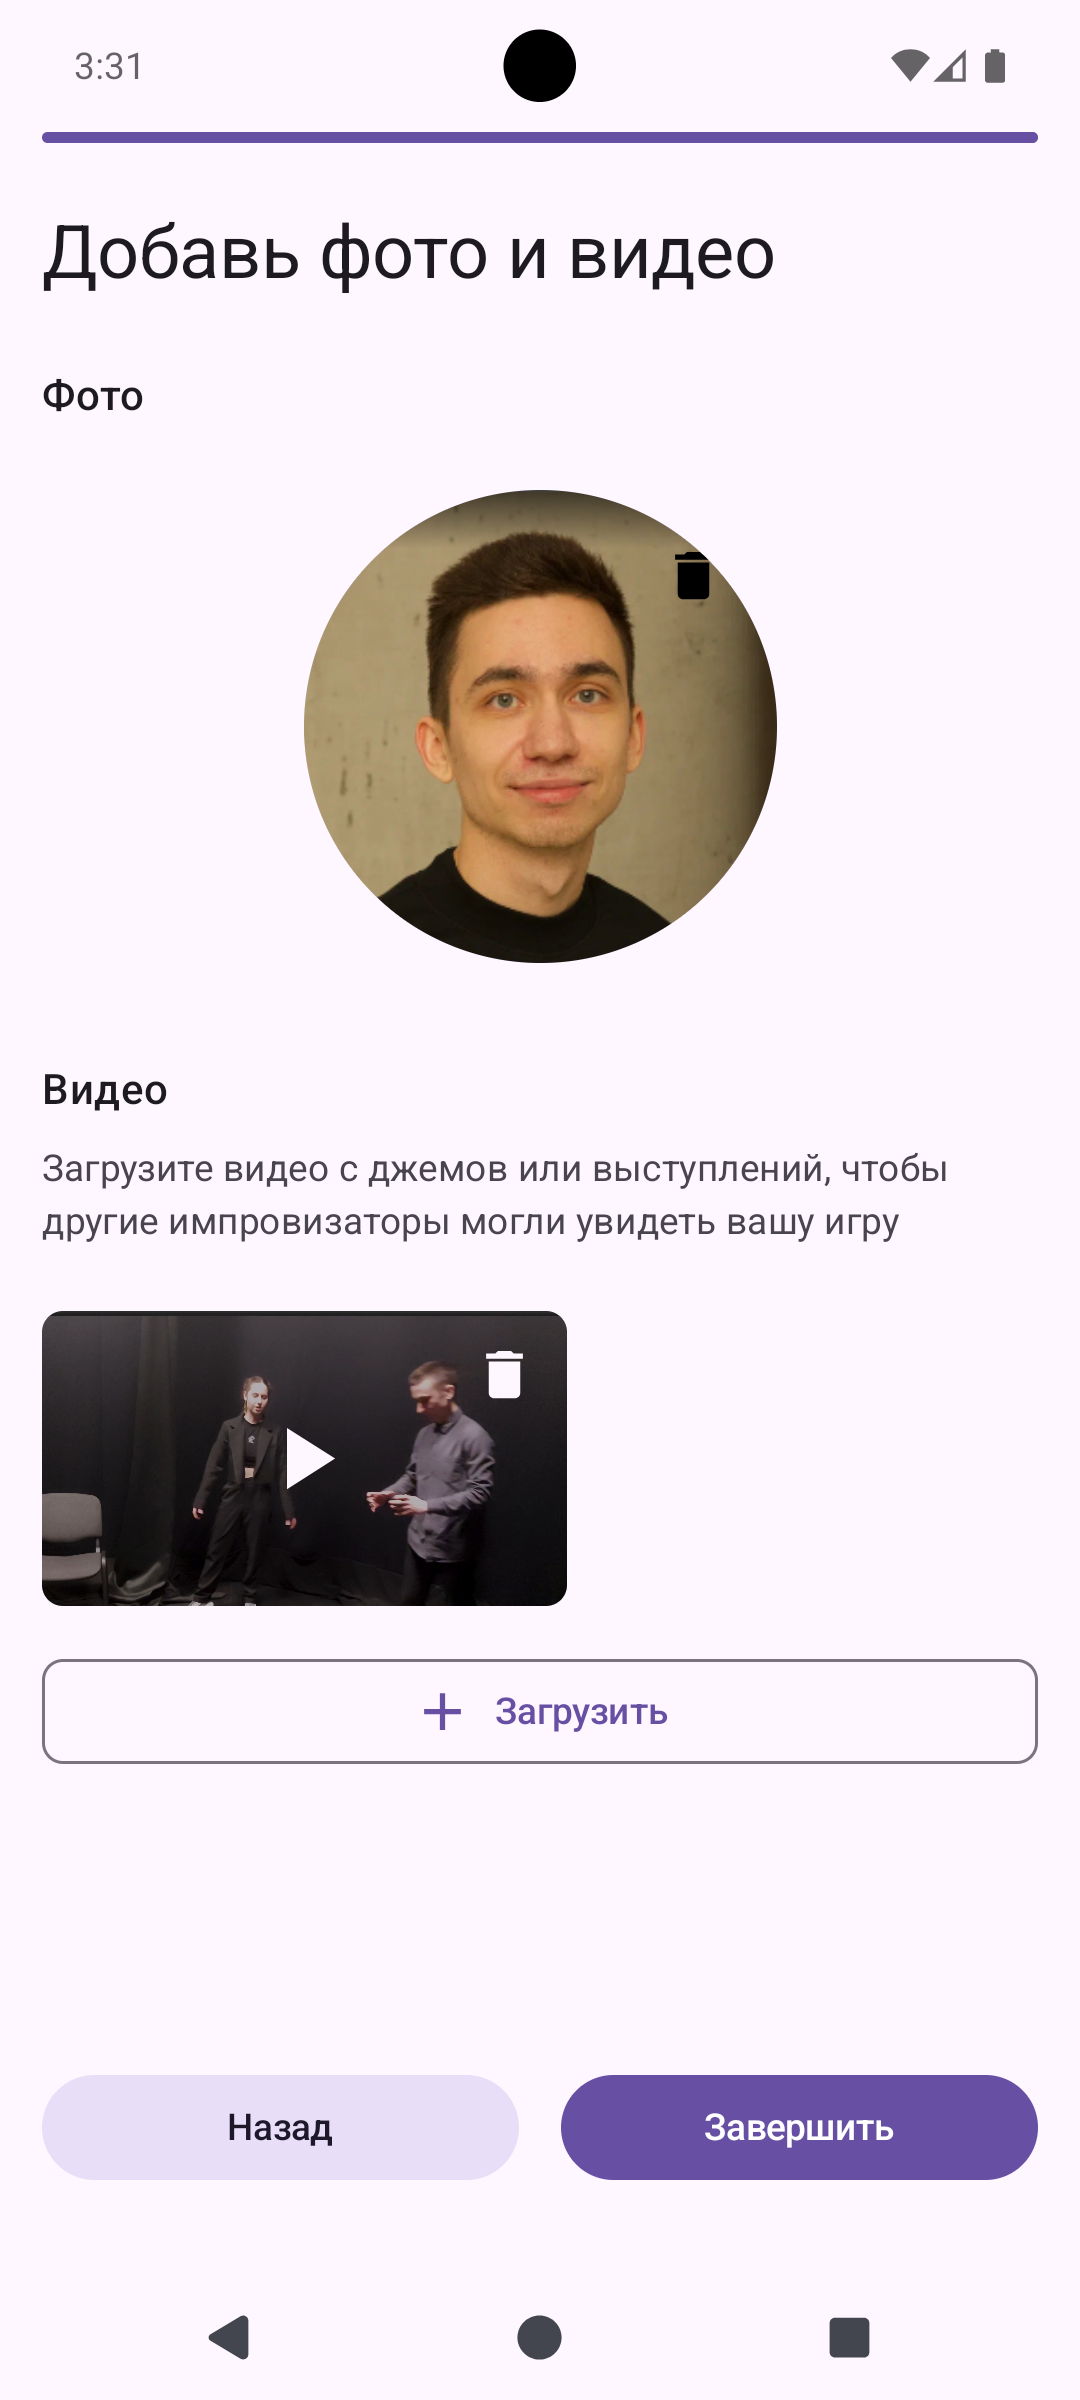 3:31
Добавь фото и видео
Фото
Видео
Загрузите видео с джемов или выступлений, чтобы
другие импровизаторы могли увидеть вашу игру
Загрузить
Назад
Завершить